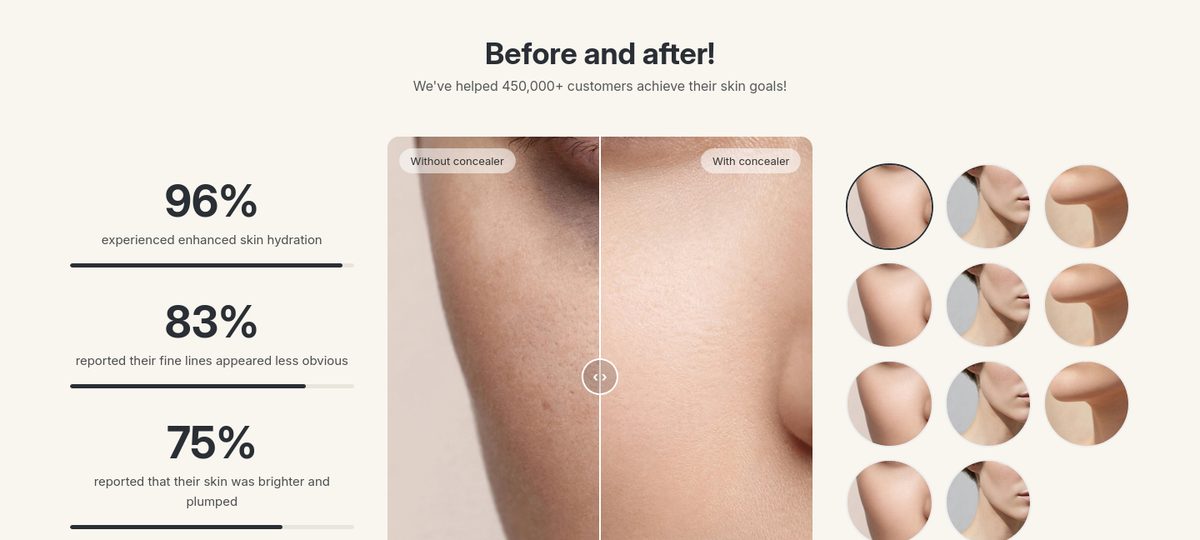 Before and after!
We've helped 450,000+ customers achieve their skin goals!
96%
experienced enhanced skin hydration
83%
reported their fine lines appeared less obvious
75%
reported that their skin was brighter and
plumped
Without concealer
With concealer